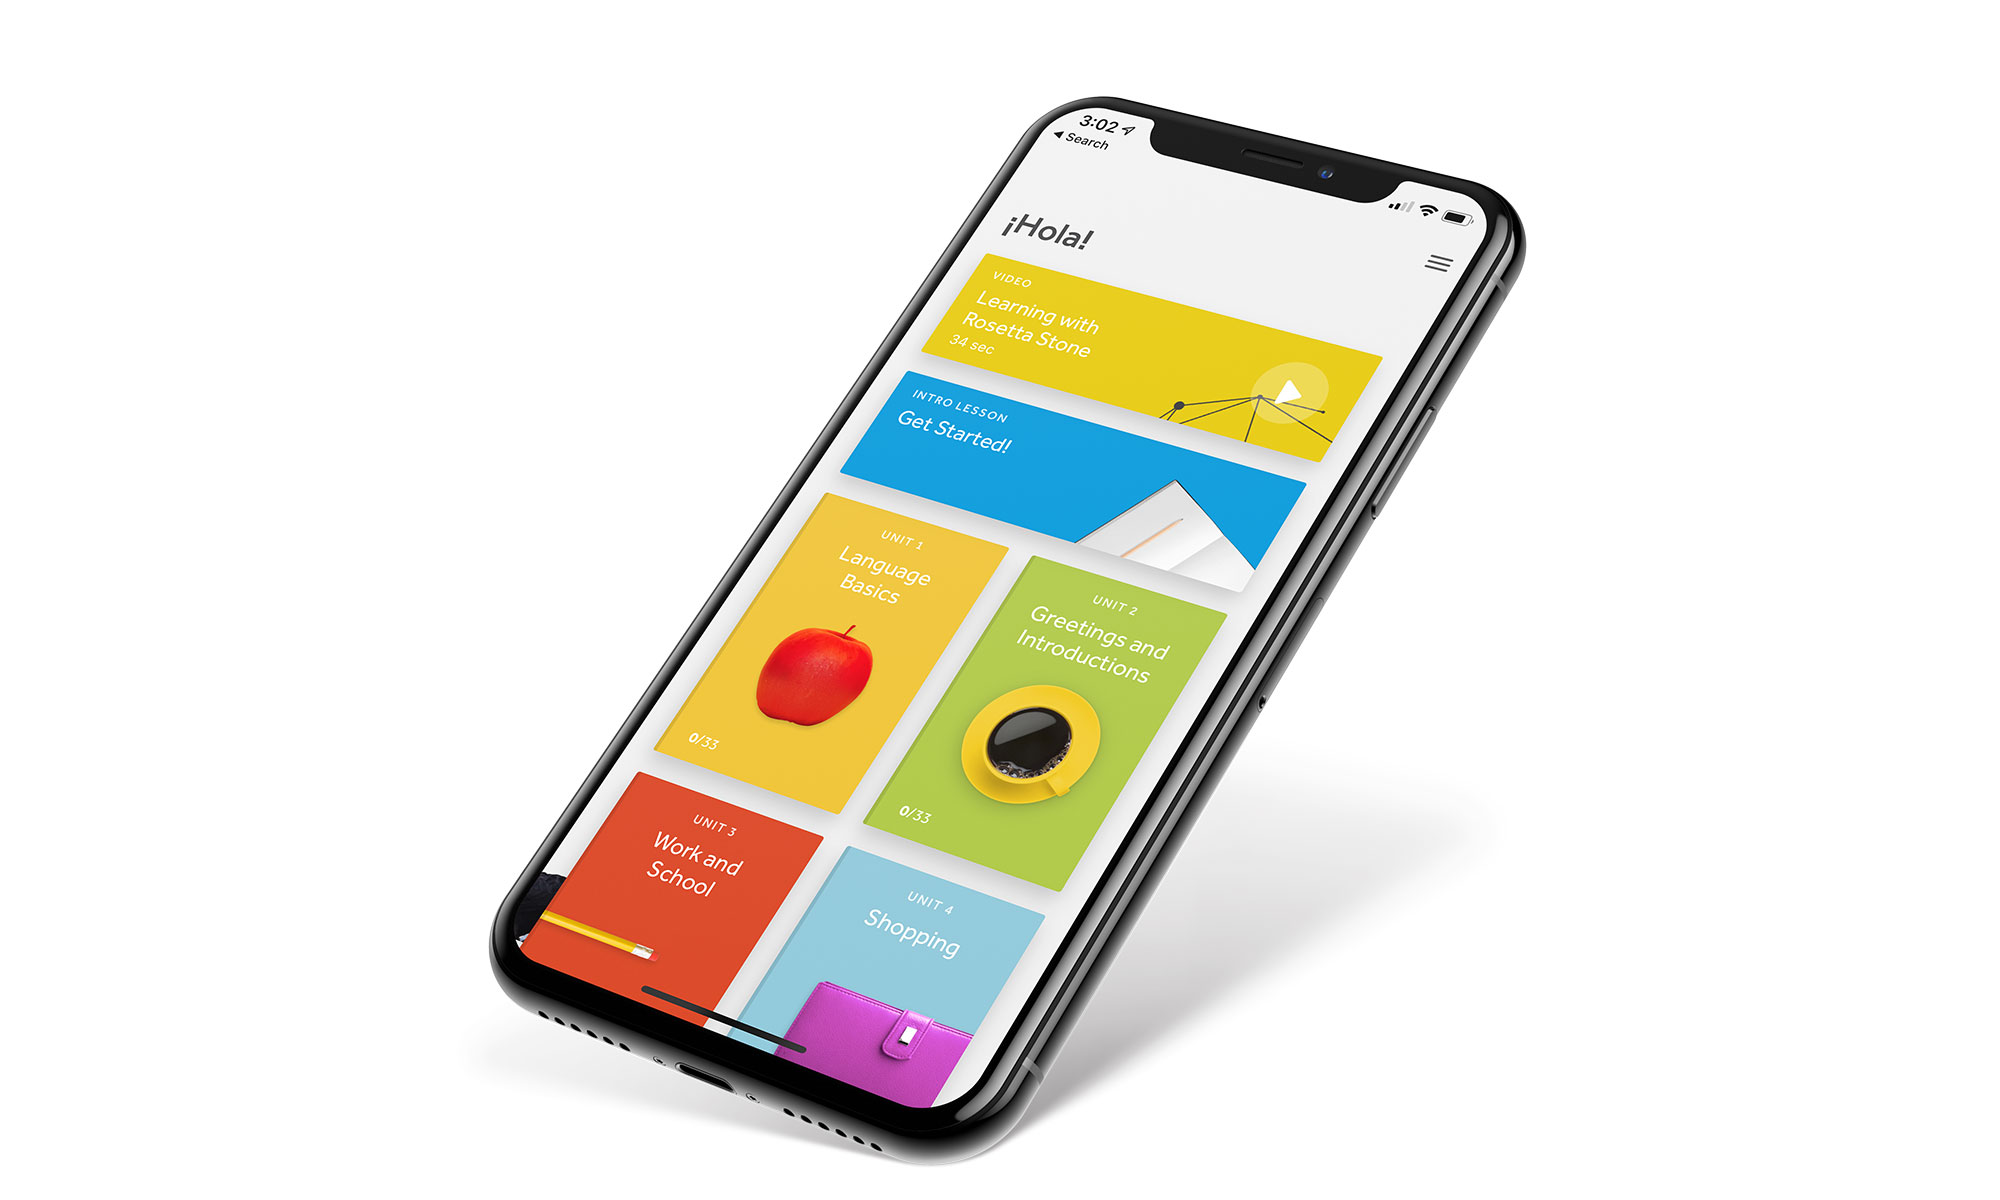 3:02
Search
¡Hola!
VIDEO
Learning with
Rosetta Stone
34 sec
INTRO LESSON
Get Started!
UNIT 1
Language
Basics
0/33
UNIT 2
Greetings and
Introductions
0/33
UNIT 3
Work and
School
UNIT 4
Shopping